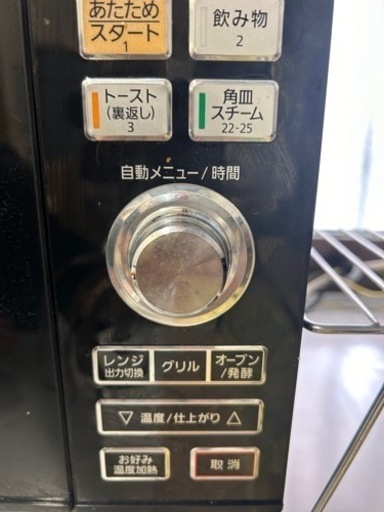 あたため
スタート
1
飲み物
2
トースト
(裏返し)
3
角皿
スチーム
22-25
自動メニュー/時間
レンジ
出力切換
グリル
オーブン
/発酵
▽ 温度/仕上がり △
お好み
温度加熱
取消